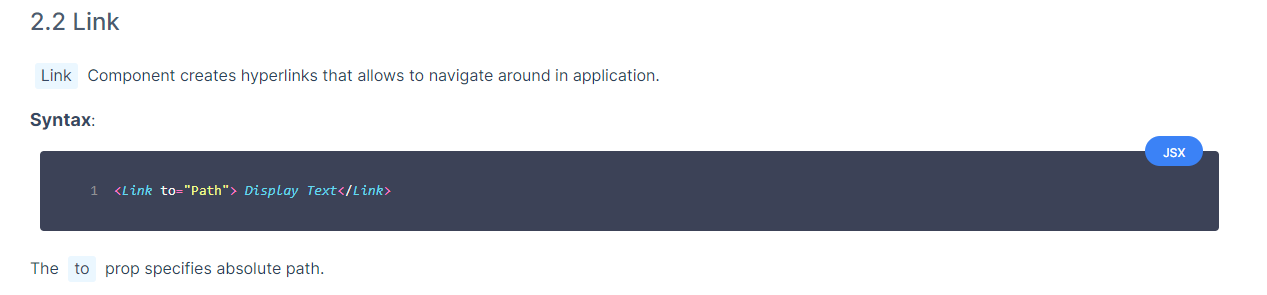 2.2 Link
Link Component creates hyperlinks that allows to navigate around in application.
Syntax:
JSX
1 <Link to="Path"> Display Text</Link>
The to prop specifies absolute path.